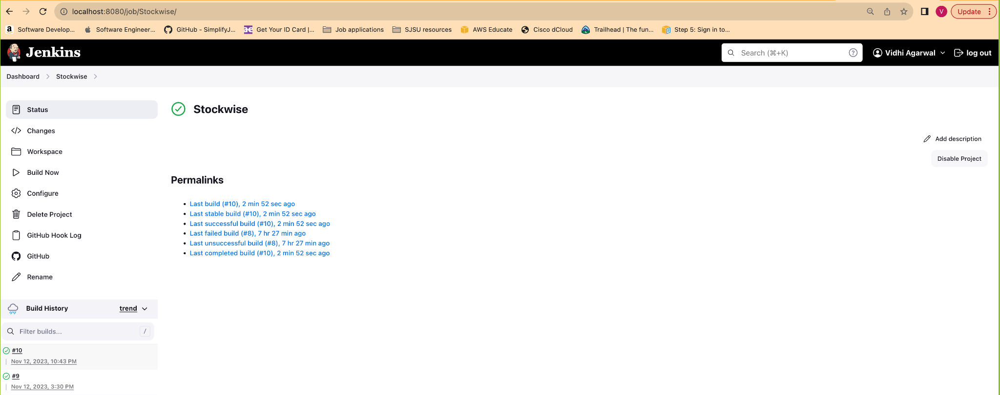 localhost:8080/job/Stockwise/
V
Update
Software Develop...
Software Engineer...
GitHub - SimplifyJ...
ae Get Your ID Card |...
Job applications
SJSU resources
AWS Educate
Cisco dCloud
Trailhead | The fun...
Step 5: Sign in to...
Jenkins
Search (⌘+K)
?
Vidhi Agarwal
log out
Dashboard
Stockwise
Status
Changes
Workspace
Build Now
Configure
Delete Project
GitHub Hook Log
GitHub
Rename
Build History
trend
Filter builds...
/
#10
Nov 12, 2023, 10:43 PM
#9
Nov 12, 2023, 3:30 PM
Stockwise
Add description
Disable Project
Permalinks
Last build (#10), 2 min 52 sec ago
Last stable build (#10), 2 min 52 sec ago
Last successful build (#10), 2 min 52 sec ago
Last failed build (#8), 7 hr 27 min ago
Last unsuccessful build (#8), 7 hr 27 min ago
Last completed build (#10), 2 min 52 sec ago